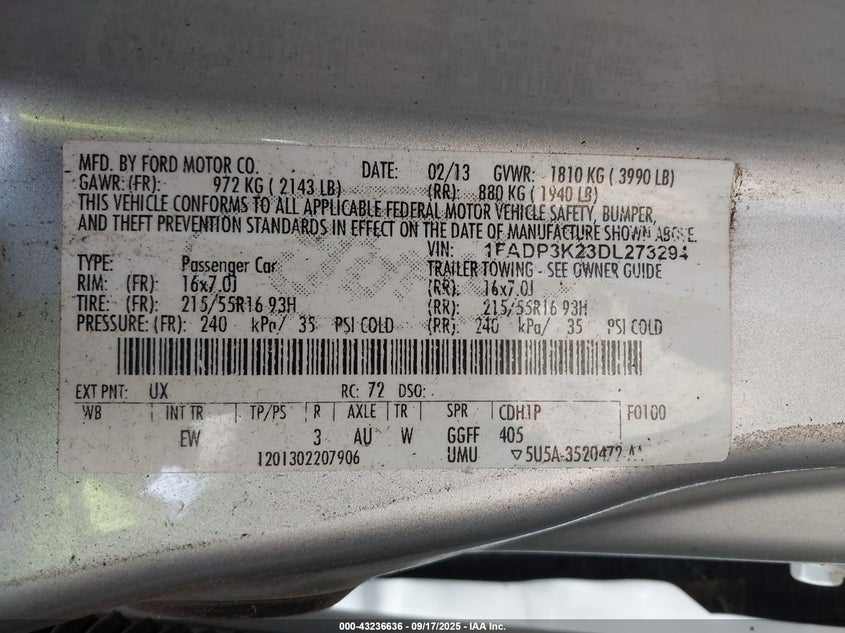 MFD. BY FORD MOTOR CO. DATE: 02/13 GVWR: 1810 KG ( 3990 LB)
GAWR: (FR): 972 KG ( 2143 LB) (RR): 880 KG ( 1940 LB)
THIS VEHICLE CONFORMS TO ALL APPLICABLE FEDERAL MOTOR VEHICLE SAFETY, BUMPER,
AND THEFT PREVENTION STANDARDS IN EFFECT ON THE DATE OF MANUFACTURE SHOWN ABOVE.
VIN: 1FADP3K23DL273294
TYPE: Passenger Car TRAILER TOWING - SEE OWNER GUIDE
RIM: (FR): 16x7.0J (RR): 16x7.0J
TIRE: (FR): 215/55R16 93H (RR): 215/55R16 93H
PRESSURE: (FR): 240 kPa/ 35 PSI COLD (RR): 240 kPa/ 35 PSI COLD
EXT PNT: UX RC: 72 DSO:
WB INT TR TP/PS R AXLE TR SPR CDH1P F0100
EW 3 AU W GGFF 405
1201302207906 UMU ▽5U5A-3520472-AA
000-43236636 - 09/17/2025 - IAA Inc.